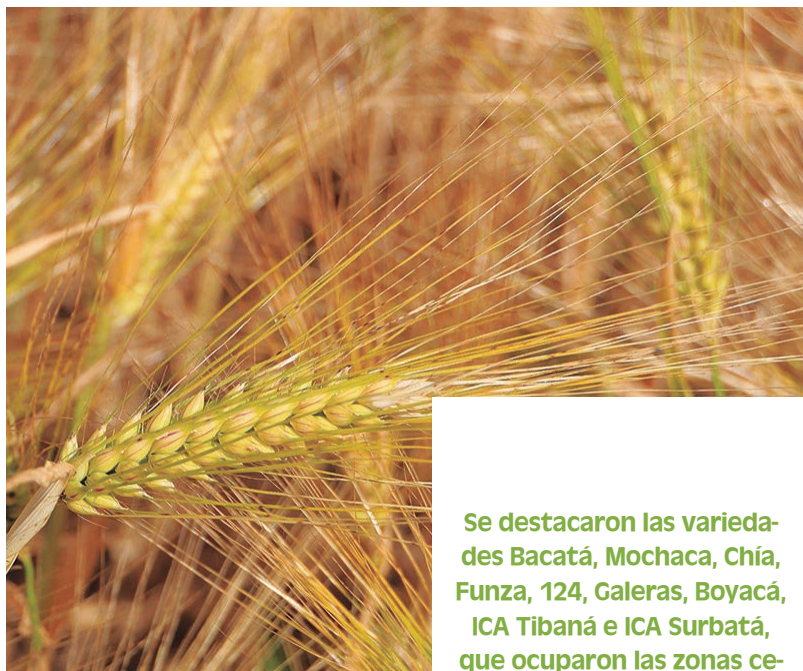 Se destacaron las varieda-
des Bacatá, Mochaca, Chía,
Funza, 124, Galeras, Boyacá,
ICA Tibaná e ICA Surbatá,
que ocuparon las zonas ce-